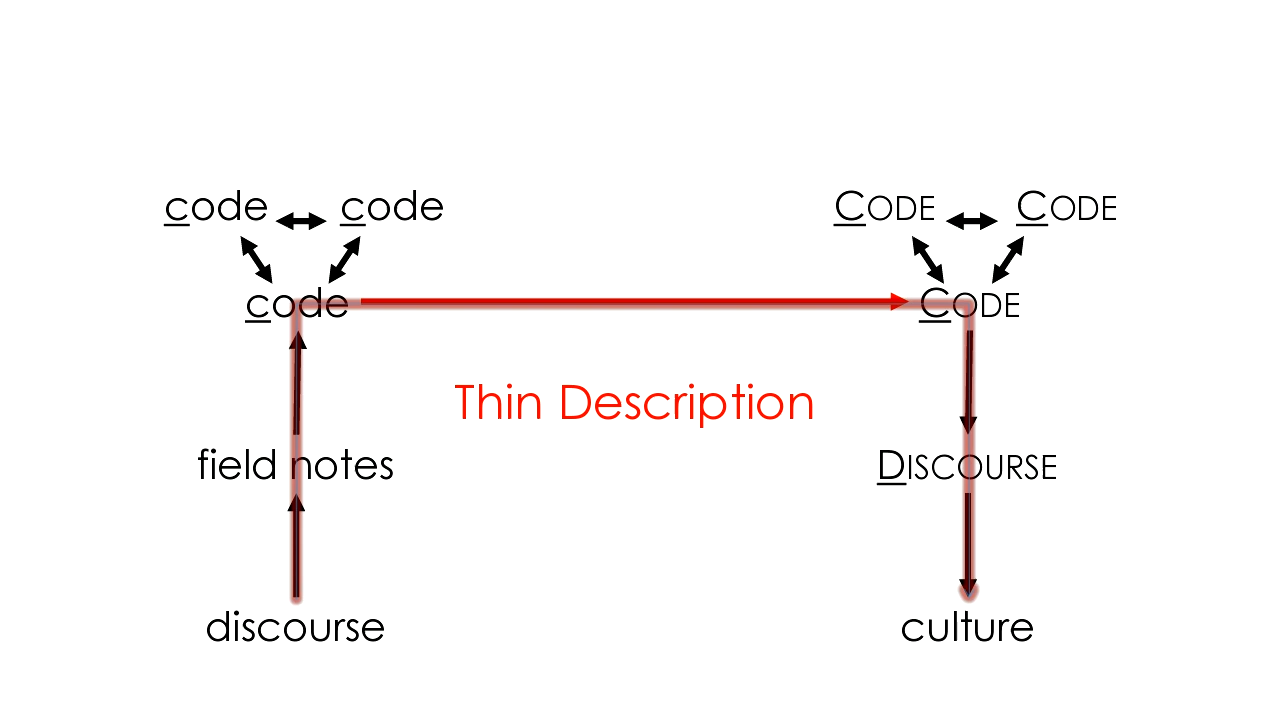 code code CODE CODE
code CODE
Thin Description
field notes DISCOURSE
discourse culture